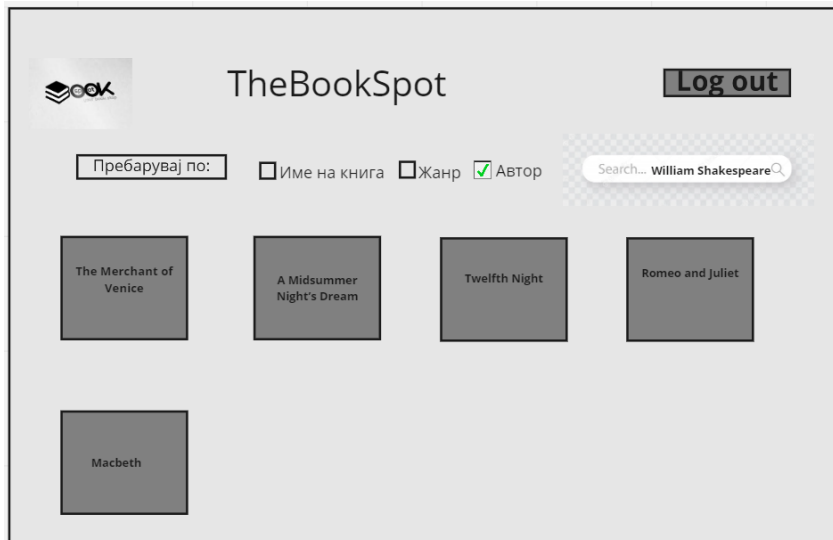 BOOK
TheBookSpot
Log out
Пребарувај по:
Име на книга
Жанр
Автор
Search... William Shakespeare
The Merchant of
Venice
A Midsummer
Night's Dream
Twelfth Night
Romeo and Juliet
Macbeth